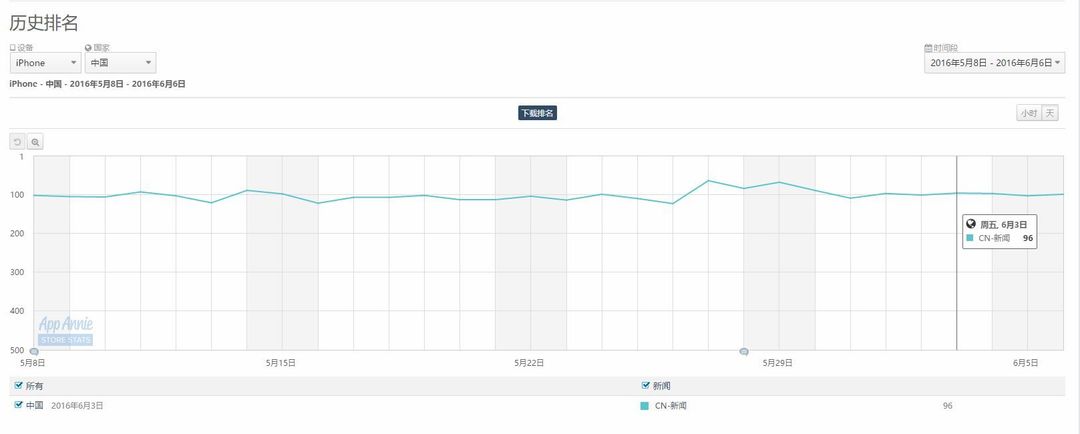 历史排名
设备 国家 时间段
iPhone 中国 2016年5月8日 - 2016年6月6日
iPhone - 中国 - 2016年5月8日 - 2016年6月6日
下载排名 小时 天
1
100
200
300
400
500
周五, 6月3日
CN-新闻 96
App Annie
STORE STATS
5月8日 5月15日 5月22日 5月29日 6月5日
所有 新闻
中国 2016年6月3日 CN-新闻 96